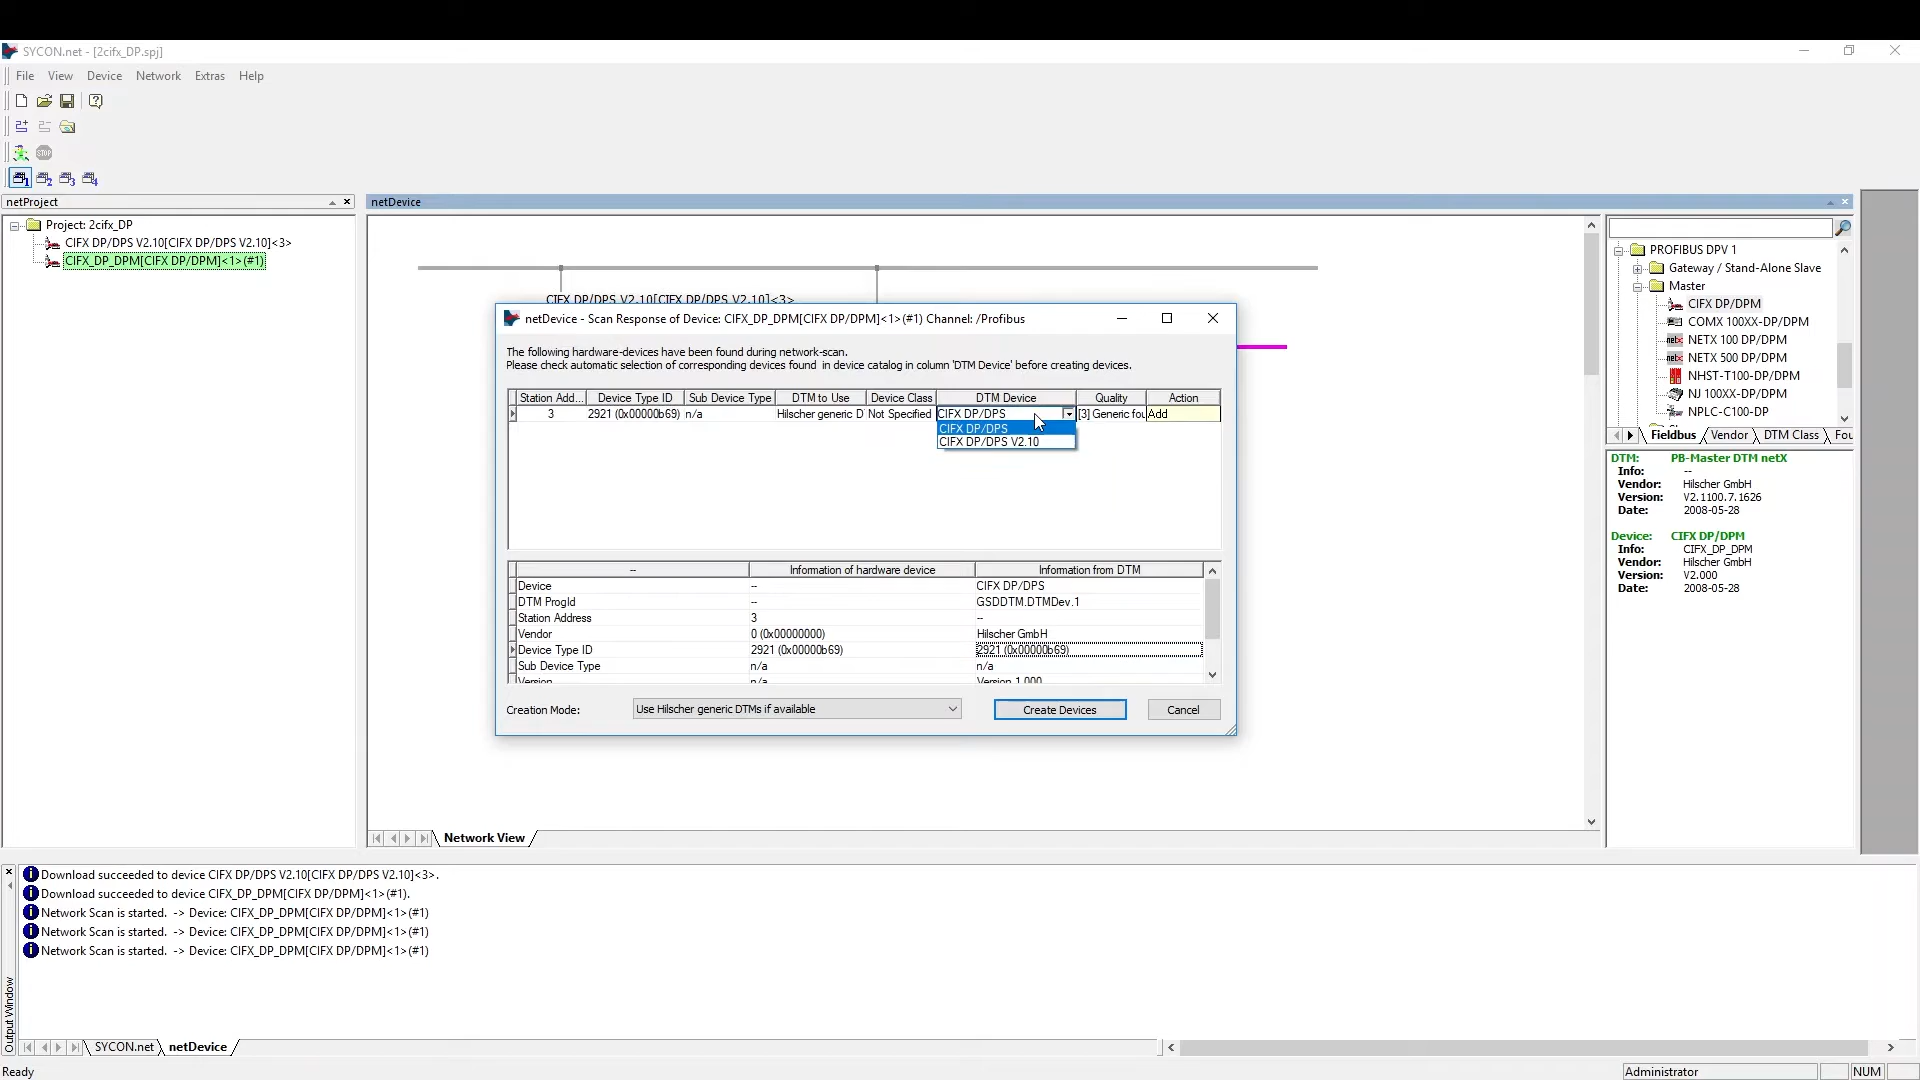 SYCON.net - [2cifx_DP.spj]
File View Device Network Extras Help
STOP
1 2 3 4
netProject
Project: 2cifx_DP
CIFX DP/DPS V2.10[CIFX DP/DPS V2.10]<3>
CIFX_DP_DPM[CIFX DP/DPM]<1>(#1)
netDevice
CIFX DP/DPS V2.10[CIFX DP/DPS V2.10]<3>
netDevice - Scan Response of Device: CIFX_DP_DPM[CIFX DP/DPM]<1>(#1) Channel: /Profibus
The following hardware-devices have been found during network-scan.
Please check automatic selection of corresponding devices found in device catalog in column 'DTM Device' before creating devices.
Station Add... Device Type ID Sub Device Type DTM to Use Device Class DTM Device Quality Action
3 2921 (0x00000b69) n/a Hilscher generic D Not Specified CIFX DP/DPS [3] Generic fou Add
CIFX DP/DPS
CIFX DP/DPS V2.10
-- Information of hardware device Information from DTM
Device -- CIFX DP/DPS
DTM ProgId -- GSDDTM.DTMDev.1
Station Address 3 --
Vendor 0 (0x00000000) Hilscher GmbH
Device Type ID 2921 (0x00000b69) 2921 (0x00000b69)
Sub Device Type n/a n/a
Version n/a Version 1.000
Creation Mode: Use Hilscher generic DTMs if available Create Devices Cancel
Network View
PROFIBUS DPV 1
Gateway / Stand-Alone Slave
Master
CIFX DP/DPM
COMX 100XX-DP/DPM
NETX 100 DP/DPM
NETX 500 DP/DPM
NHST-T100-DP/DPM
NJ 100XX-DP/DPM
NPLC-C100-DP
Fieldbus Vendor DTM Class Fou
DTM: PB-Master DTM netX
Info: --
Vendor: Hilscher GmbH
Version: V2.1100.7.1626
Date: 2008-05-28
Device: CIFX DP/DPM
Info: CIFX_DP_DPM
Vendor: Hilscher GmbH
Version: V2.000
Date: 2008-05-28
Download succeeded to device CIFX DP/DPS V2.10[CIFX DP/DPS V2.10]<3>.
Download succeeded to device CIFX_DP_DPM[CIFX DP/DPM]<1>(#1).
Network Scan is started. -> Device: CIFX_DP_DPM[CIFX DP/DPM]<1>(#1)
Network Scan is started. -> Device: CIFX_DP_DPM[CIFX DP/DPM]<1>(#1)
Network Scan is started. -> Device: CIFX_DP_DPM[CIFX DP/DPM]<1>(#1)
Output Window
SYCON.net netDevice
Ready Administrator NUM